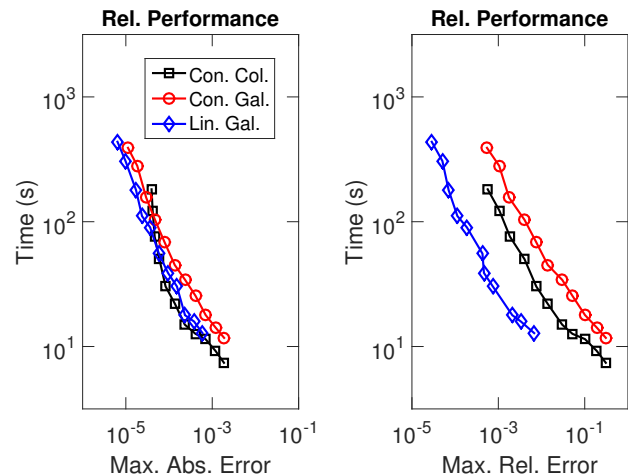 Rel. Performance
Rel. Performance
Con. Col.
Con. Gal.
Lin. Gal.
10^3
10^2
10^1
Time (s)
10^-5
10^-3
10^-1
Max. Abs. Error
10^3
10^2
10^1
Time (s)
10^-5
10^-3
10^-1
Max. Rel. Error